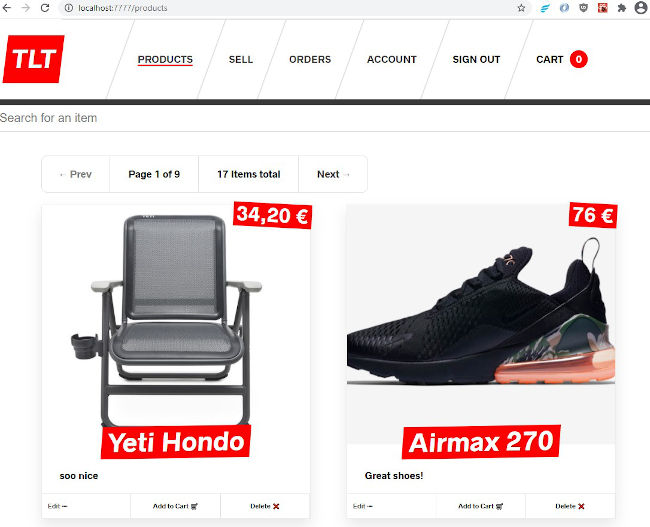 localhost:7777/products
TLT
PRODUCTS SELL ORDERS ACCOUNT SIGN OUT CART 0
Search for an item
← Prev Page 1 of 9 17 Items total Next →
34,20 € 76 €
YETI
Yeti Hondo Airmax 270
soo nice Great shoes!
Edit Add to Cart Delete ❌ Edit Add to Cart Delete ❌